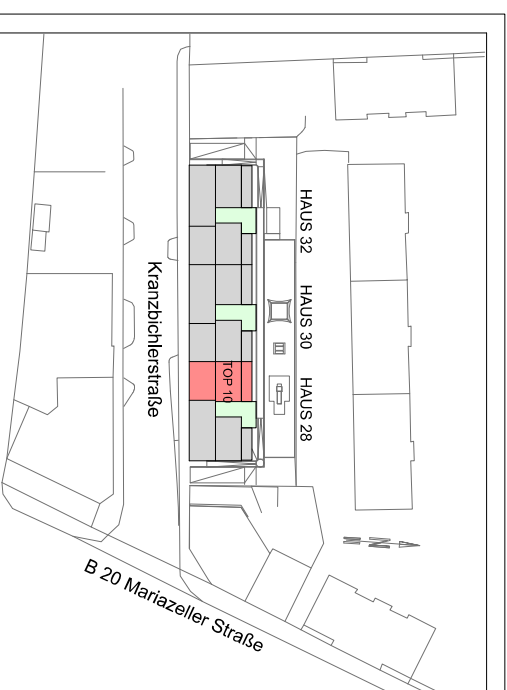 HAUS 32
HAUS 30
HAUS 28
TOP 10
Kranzbichlerstraße
N
B 20 Mariazeller Straße